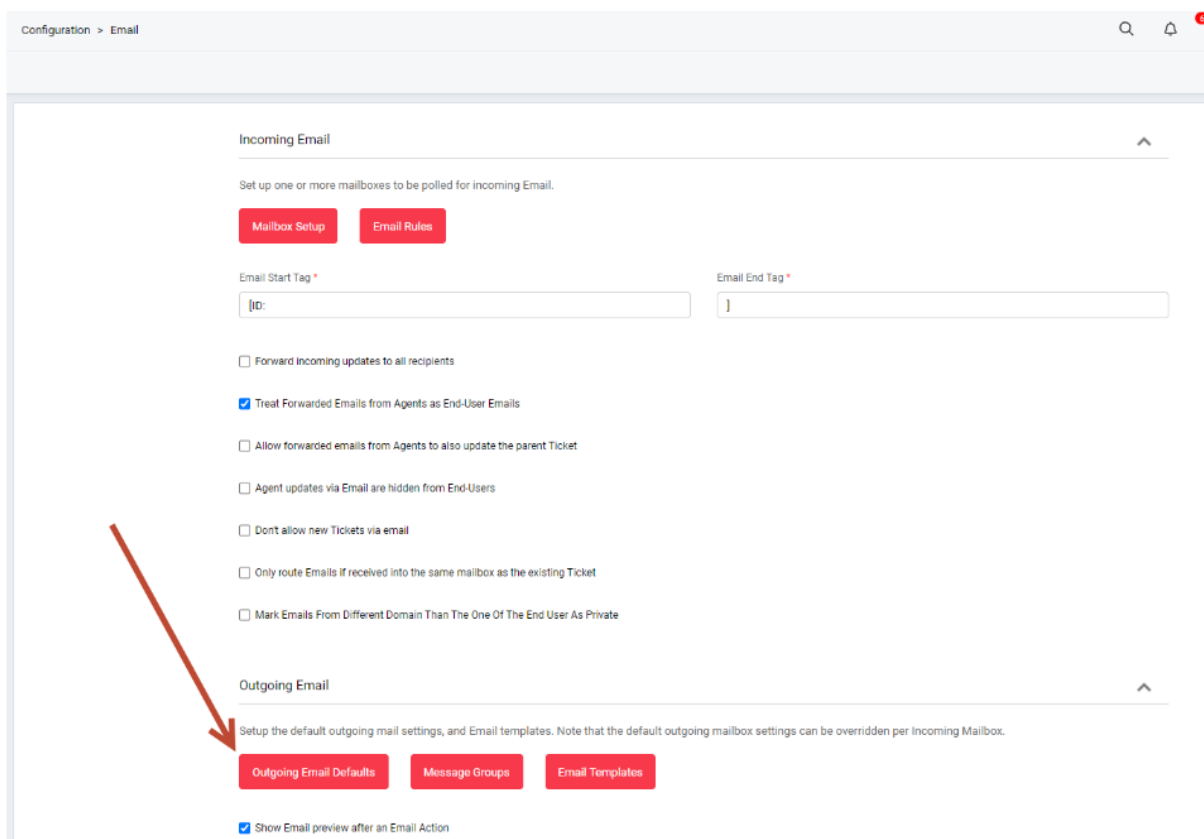 Configuration > Email
6
Incoming Email
Set up one or more mailboxes to be polled for incoming Email.
Mailbox Setup Email Rules
Email Start Tag * Email End Tag *
[ID: ]
Forward incoming updates to all recipients
Treat Forwarded Emails from Agents as End-User Emails
Allow forwarded emails from Agents to also update the parent Ticket
Agent updates via Email are hidden from End-Users
Don't allow new Tickets via email
Only route Emails if received into the same mailbox as the existing Ticket
Mark Emails From Different Domain Than The One Of The End User As Private
Outgoing Email
Setup the default outgoing mail settings, and Email templates. Note that the default outgoing mailbox settings can be overridden per Incoming Mailbox.
Outgoing Email Defaults Message Groups Email Templates
Show Email preview after an Email Action